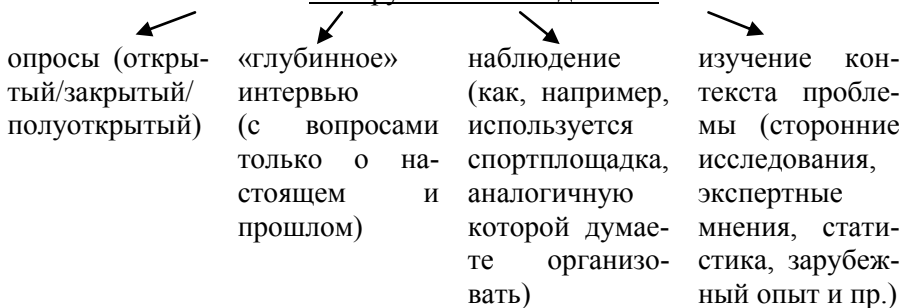 опросы (откры-
тый/закрытый/
полуоткрытый)
«глубинное»
интервью
(с вопросами
только о на-
стоящем и
прошлом)
наблюдение
(как, например,
используется
спортплощадка,
аналогичную
которой думае-
те организо-
вать)
изучение кон-
текста пробле-
мы (сторонние
исследования,
экспертные
мнения, стати-
стика, зарубеж-
ный опыт и пр.)